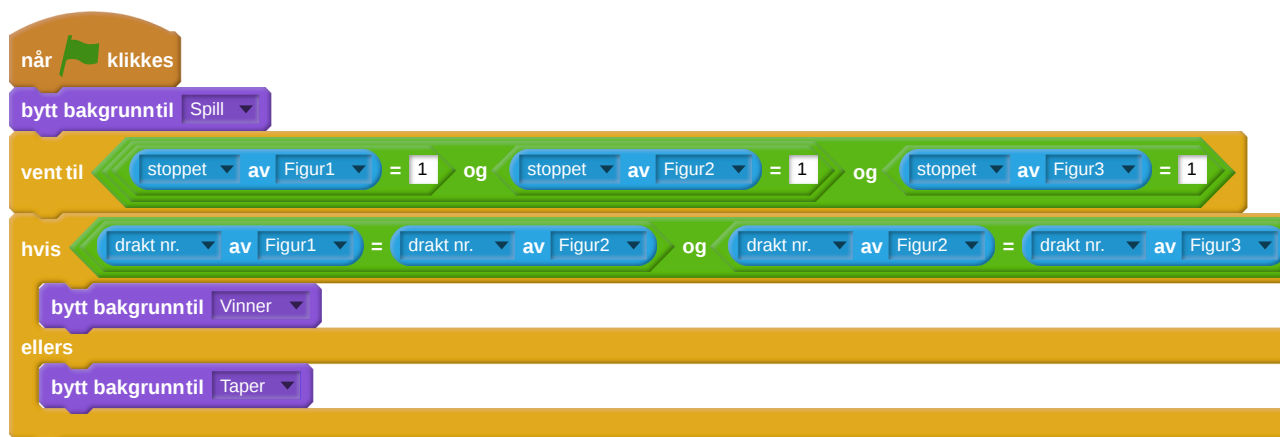 når klikkes
bytt bakgrunn til Spill
vent til stoppet av Figur1 = 1 og stoppet av Figur2 = 1 og stoppet av Figur3 = 1
hvis drakt nr. av Figur1 = drakt nr. av Figur2 og drakt nr. av Figur2 = drakt nr. av Figur3
bytt bakgrunn til Vinner
ellers
bytt bakgrunn til Taper